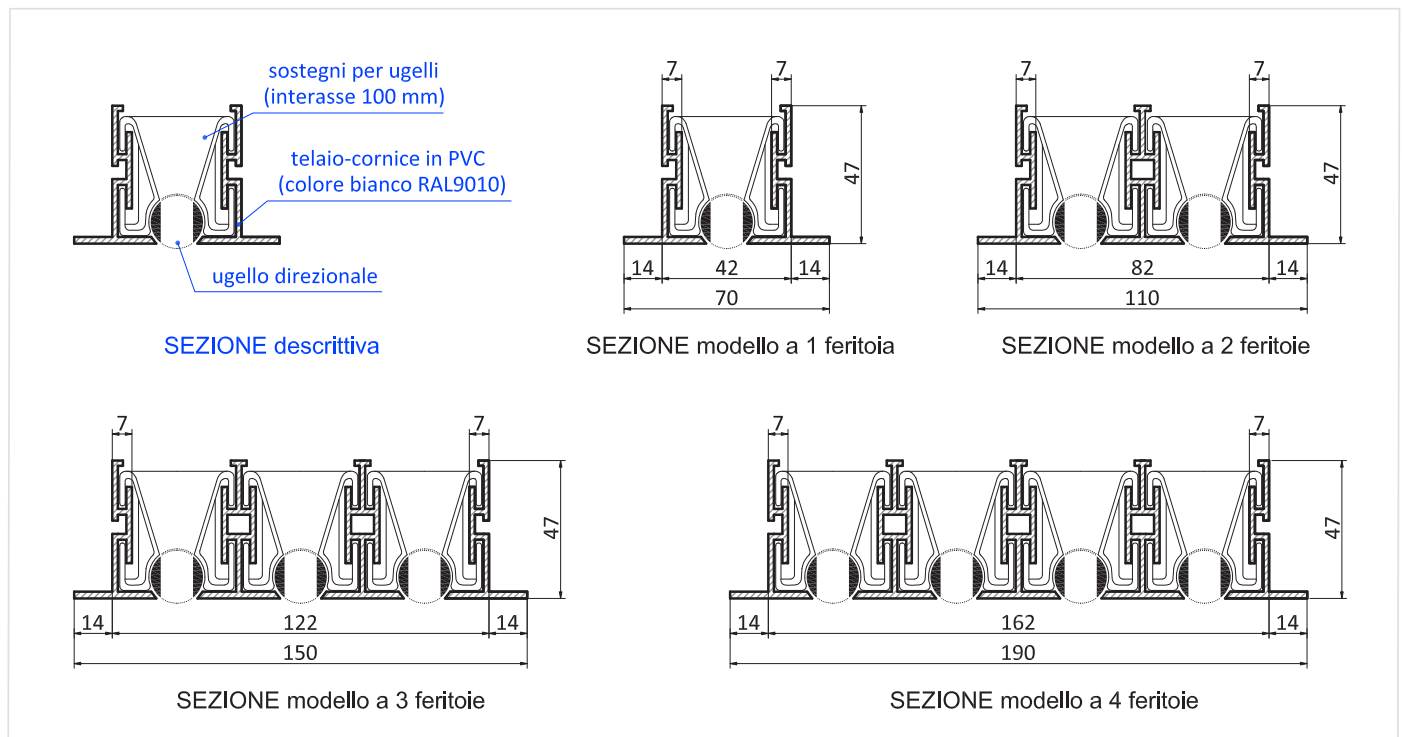 sostegni per ugelli
(interasse 100 mm)
telaio-cornice in PVC
(colore bianco RAL9010)
ugello direzionale
SEZIONE descrittiva
7 7
47
14 42 14
70
SEZIONE modello a 1 feritoia
7 7
47
14 82 14
110
SEZIONE modello a 2 feritoie
7 7
47
14 122 14
150
SEZIONE modello a 3 feritoie
7 7
47
14 162 14
190
SEZIONE modello a 4 feritoie